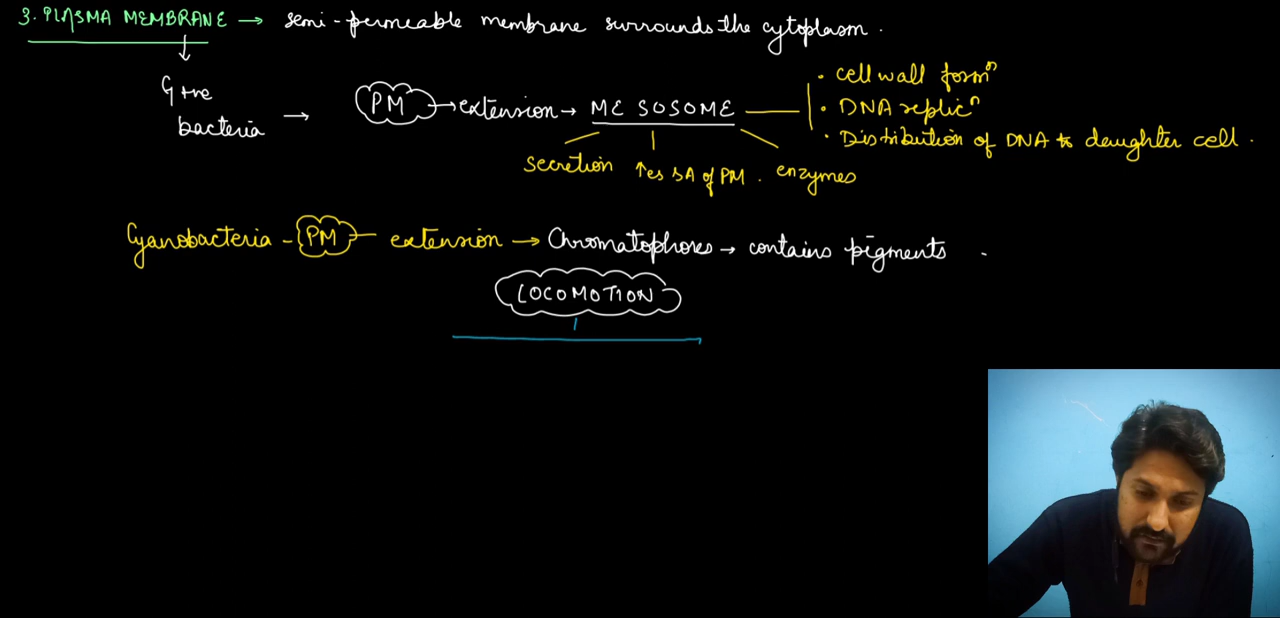 3. PLASMA MEMBRANE → semi-permeable membrane surrounds the cytoplasm.
G +ve bacteria → PM → extension → MESOSOME
• cell wall formⁿ
• DNA replicⁿ
• Distribution of DNA to daughter cell.
secretion ↑es SA of PM. enzymes
Cyanobacteria - PM - extension → Chromatophores → contains pigments.
LOCOMOTION